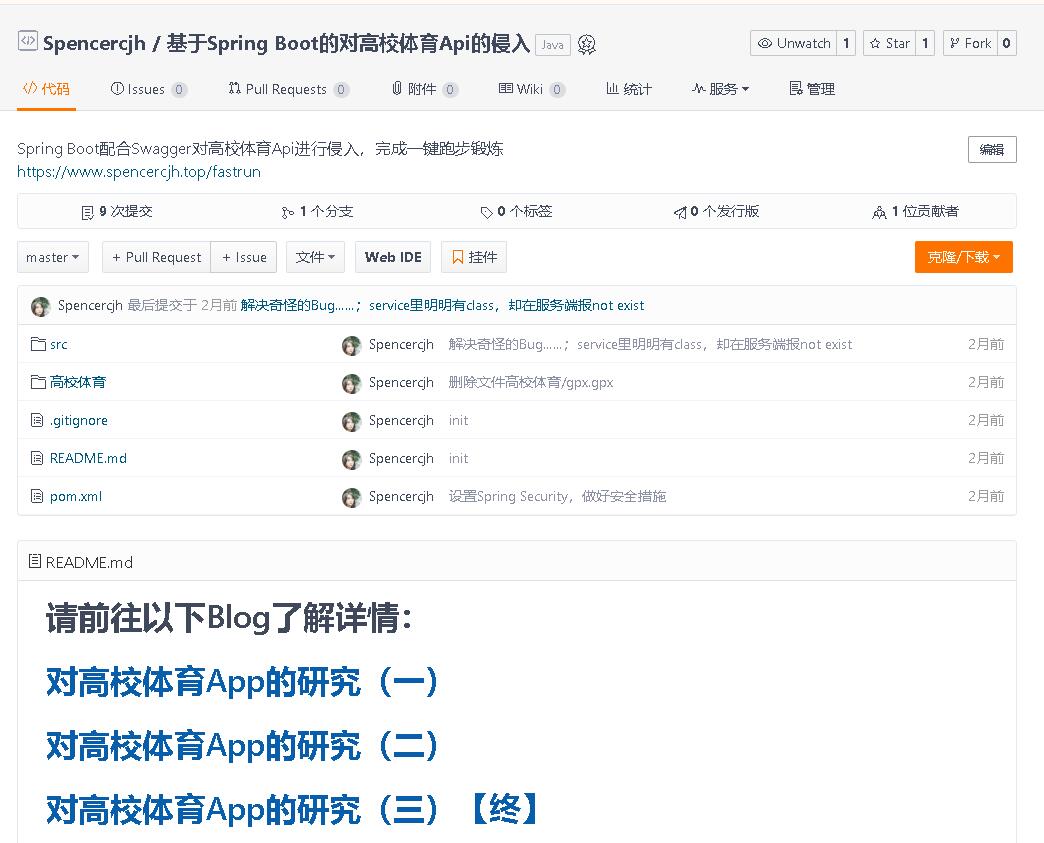 Spencercjh / 基于Spring Boot的对高校体育Api的侵入 Java
Unwatch 1 Star 1 Fork 0
代码 Issues 0 Pull Requests 0 附件 0 Wiki 0 统计 服务 管理
Spring Boot配合Swagger对高校体育Api进行侵入，完成一键跑步锻炼 编辑
https://www.spencercjh.top/fastrun
9 次提交 1 个分支 0 个标签 0 个发行版 1 位贡献者
master + Pull Request + Issue 文件 Web IDE 挂件 克隆/下载
Spencercjh 最后提交于 2月前 解决奇怪的Bug......；service里明明有class，却在服务端报not exist
src Spencercjh 解决奇怪的Bug......；service里明明有class，却在服务端报not exist 2月前
高校体育 Spencercjh 删除文件高校体育/gpx.gpx 2月前
.gitignore Spencercjh init 2月前
README.md Spencercjh init 2月前
pom.xml Spencercjh 设置Spring Security，做好安全措施 2月前
README.md
请前往以下Blog了解详情：
对高校体育App的研究（一）
对高校体育App的研究（二）
对高校体育App的研究（三）【终】